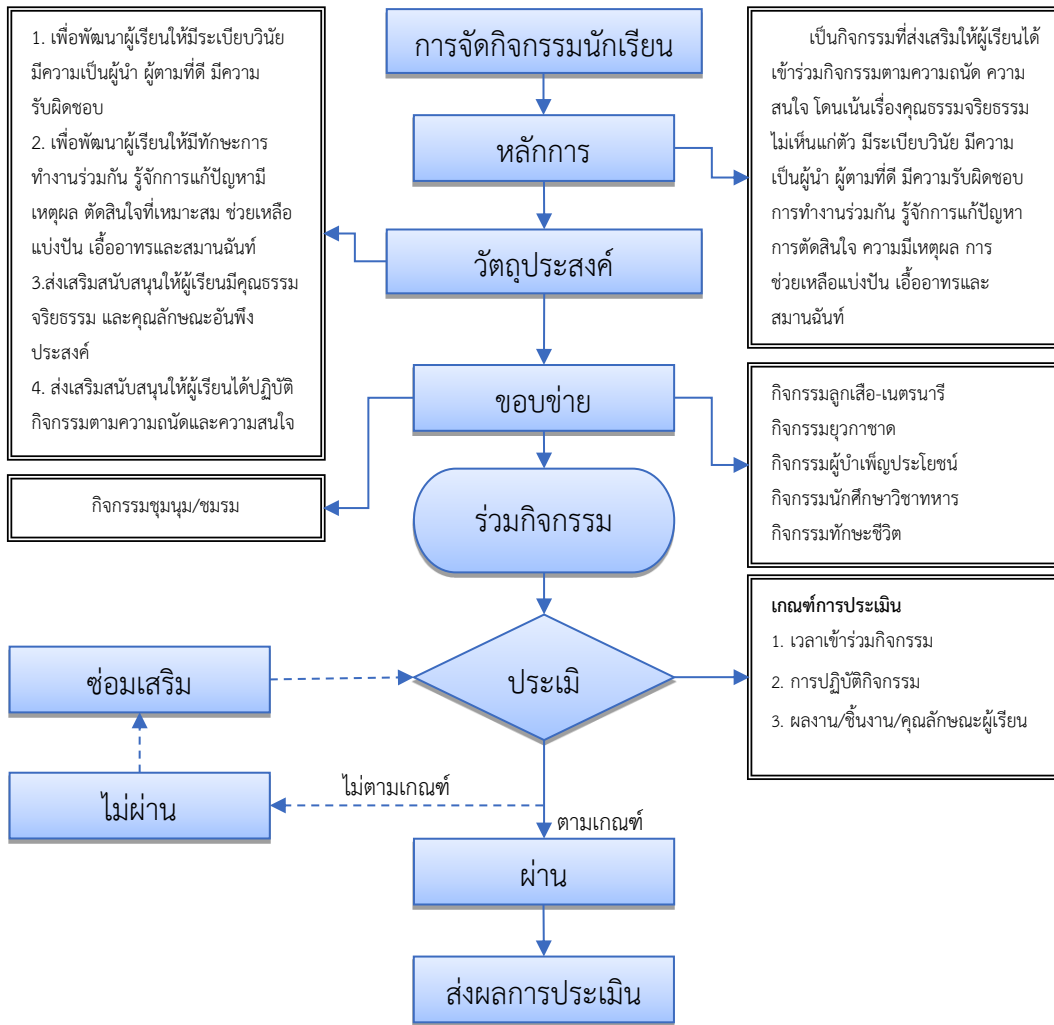 การจัดกิจกรรมนักเรียน
1. เพื่อพัฒนาผู้เรียนให้มีระเบียบวินัย
มีความเป็นผู้นำ ผู้ตามที่ดี มีความ
รับผิดชอบ
2. เพื่อพัฒนาผู้เรียนให้มีทักษะการ
ทำงานร่วมกัน รู้จักการแก้ปัญหามี
เหตุผล ตัดสินใจที่เหมาะสม ช่วยเหลือ
แบ่งปัน เอื้ออาทรและสมานฉันท์
3.ส่งเสริมสนับสนุนให้ผู้เรียนมีคุณธรรม
จริยธรรม และคุณลักษณะอันพึง
ประสงค์
4. ส่งเสริมสนับสนุนให้ผู้เรียนได้ปฏิบัติ
กิจกรรมตามความถนัดและความสนใจ
เป็นกิจกรรมที่ส่งเสริมให้ผู้เรียนได้
เข้าร่วมกิจกรรมตามความถนัด ความ
สนใจ โดนเน้นเรื่องคุณธรรมจริยธรรม
ไม่เห็นแก่ตัว มีระเบียบวินัย มีความ
เป็นผู้นำ ผู้ตามที่ดี มีความรับผิดชอบ
การทำงานร่วมกัน รู้จักการแก้ปัญหา
การตัดสินใจ ความมีเหตุผล การ
ช่วยเหลือแบ่งปัน เอื้ออาทรและ
สมานฉันท์
หลักการ
วัตถุประสงค์
ขอบข่าย
กิจกรรมลูกเสือ-เนตรนารี
กิจกรรมยุวกาชาด
กิจกรรมผู้บำเพ็ญประโยชน์
กิจกรรมนักศึกษาวิชาทหาร
กิจกรรมทักษะชีวิต
กิจกรรมชุมนุม/ชมรม
ร่วมกิจกรรม
เกณฑ์การประเมิน
1. เวลาเข้าร่วมกิจกรรม
2. การปฏิบัติกิจกรรม
3. ผลงาน/ชิ้นงาน/คุณลักษณะผู้เรียน
ประเมิ
ซ่อมเสริม
ไม่ผ่าน
ไม่ตามเกณฑ์
ตามเกณฑ์
ผ่าน
ส่งผลการประเมิน